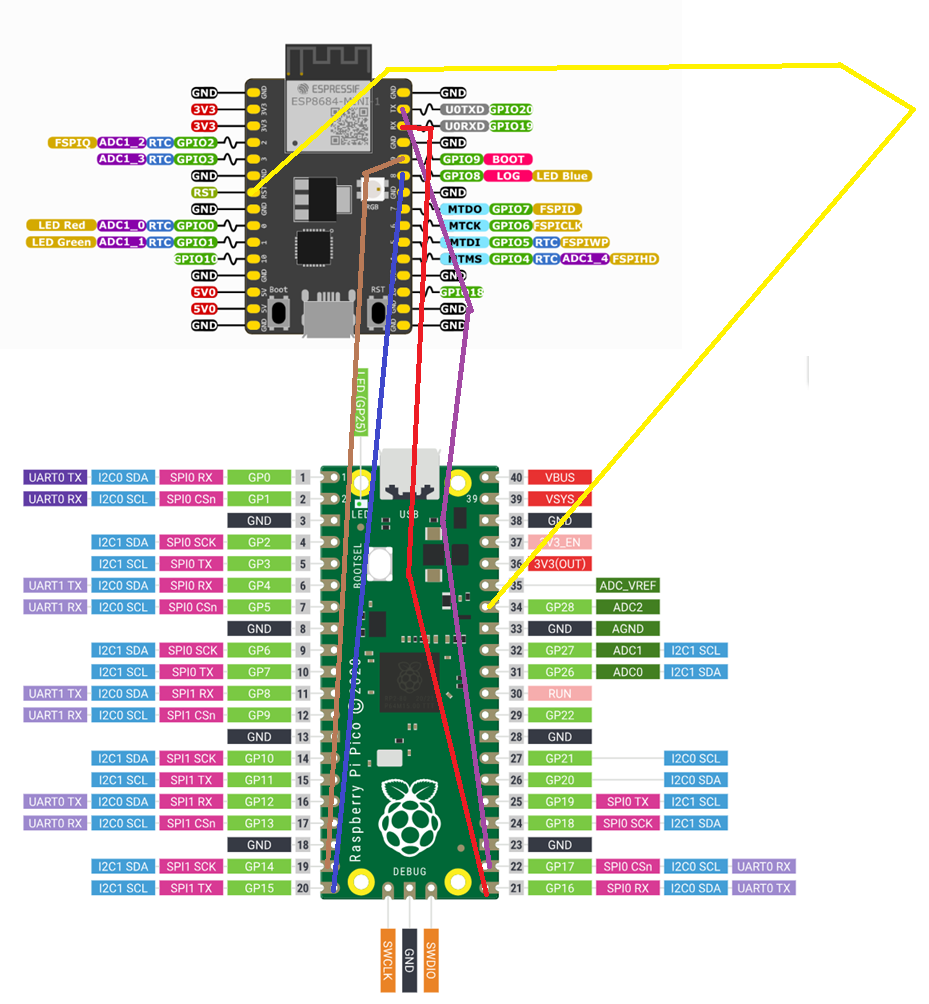 ESPRESSIF
ESP8684-MINI-1
GND GND
3V3 U0TXD GPIO20
3V3 U0RXD GPIO19
FSPIQ ADC1_2 RTC GPIO2 GND
ADC1_3 RTC GPIO3 GPIO9 BOOT
GND GPIO8 LOG LED Blue
RST GND
GND MTDO GPIO7 FSPID
LED Red ADC1_0 RTC GPIO0 MTCK GPIO6 FSPICLK
LED Green ADC1_1 RTC GPIO1 MTDI GPIO5 RTC FSPIWP
GPIO10 MTMS GPIO4 RTC ADC1_4 FSPIHD
GND GND
5V0 GPIO18
5V0 GND
GND GND
RGB
Boot RST
LED (GP25)
UART0 TX I2C0 SDA SPI0 RX GP0 1 1 40 VBUS
UART0 RX I2C0 SCL SPI0 CSn GP1 2 2 39 39 VSYS
LED USB
GND 3 38 GND
I2C1 SDA SPI0 SCK GP2 4 37 3V3_EN
I2C1 SCL SPI0 TX GP3 5 36 3V3(OUT)
BOOTSEL
UART1 TX I2C0 SDA SPI0 RX GP4 6 35 ADC_VREF
UART1 RX I2C0 SCL SPI0 CSn GP5 7 34 GP28 ADC2
GND 8 33 GND AGND
I2C1 SDA SPI0 SCK GP6 9 32 GP27 ADC1 I2C1 SCL
I2C1 SCL SPI0 TX GP7 10 31 GP26 ADC0 I2C1 SDA
UART1 TX I2C0 SDA SPI1 RX GP8 11 30 RUN
UART1 RX I2C0 SCL SPI1 CSn GP9 12 29 GP22
GND 13 28 GND
I2C1 SDA SPI1 SCK GP10 14 27 GP21 I2C0 SCL
I2C1 SCL SPI1 TX GP11 15 26 GP20 I2C0 SDA
UART0 TX I2C0 SDA SPI1 RX GP12 16 25 GP19 SPI0 TX I2C1 SCL
UART0 RX I2C0 SCL SPI1 CSn GP13 17 24 GP18 SPI0 SCK I2C1 SDA
GND 18 23 GND
I2C1 SDA SPI1 SCK GP14 19 22 GP17 SPI0 CSn I2C0 SCL UART0 RX
I2C1 SCL SPI1 TX GP15 20 21 GP16 SPI0 RX I2C0 SDA UART0 TX
Raspberry Pi Pico © 2020
DEBUG
SWCLK GND SWDIO